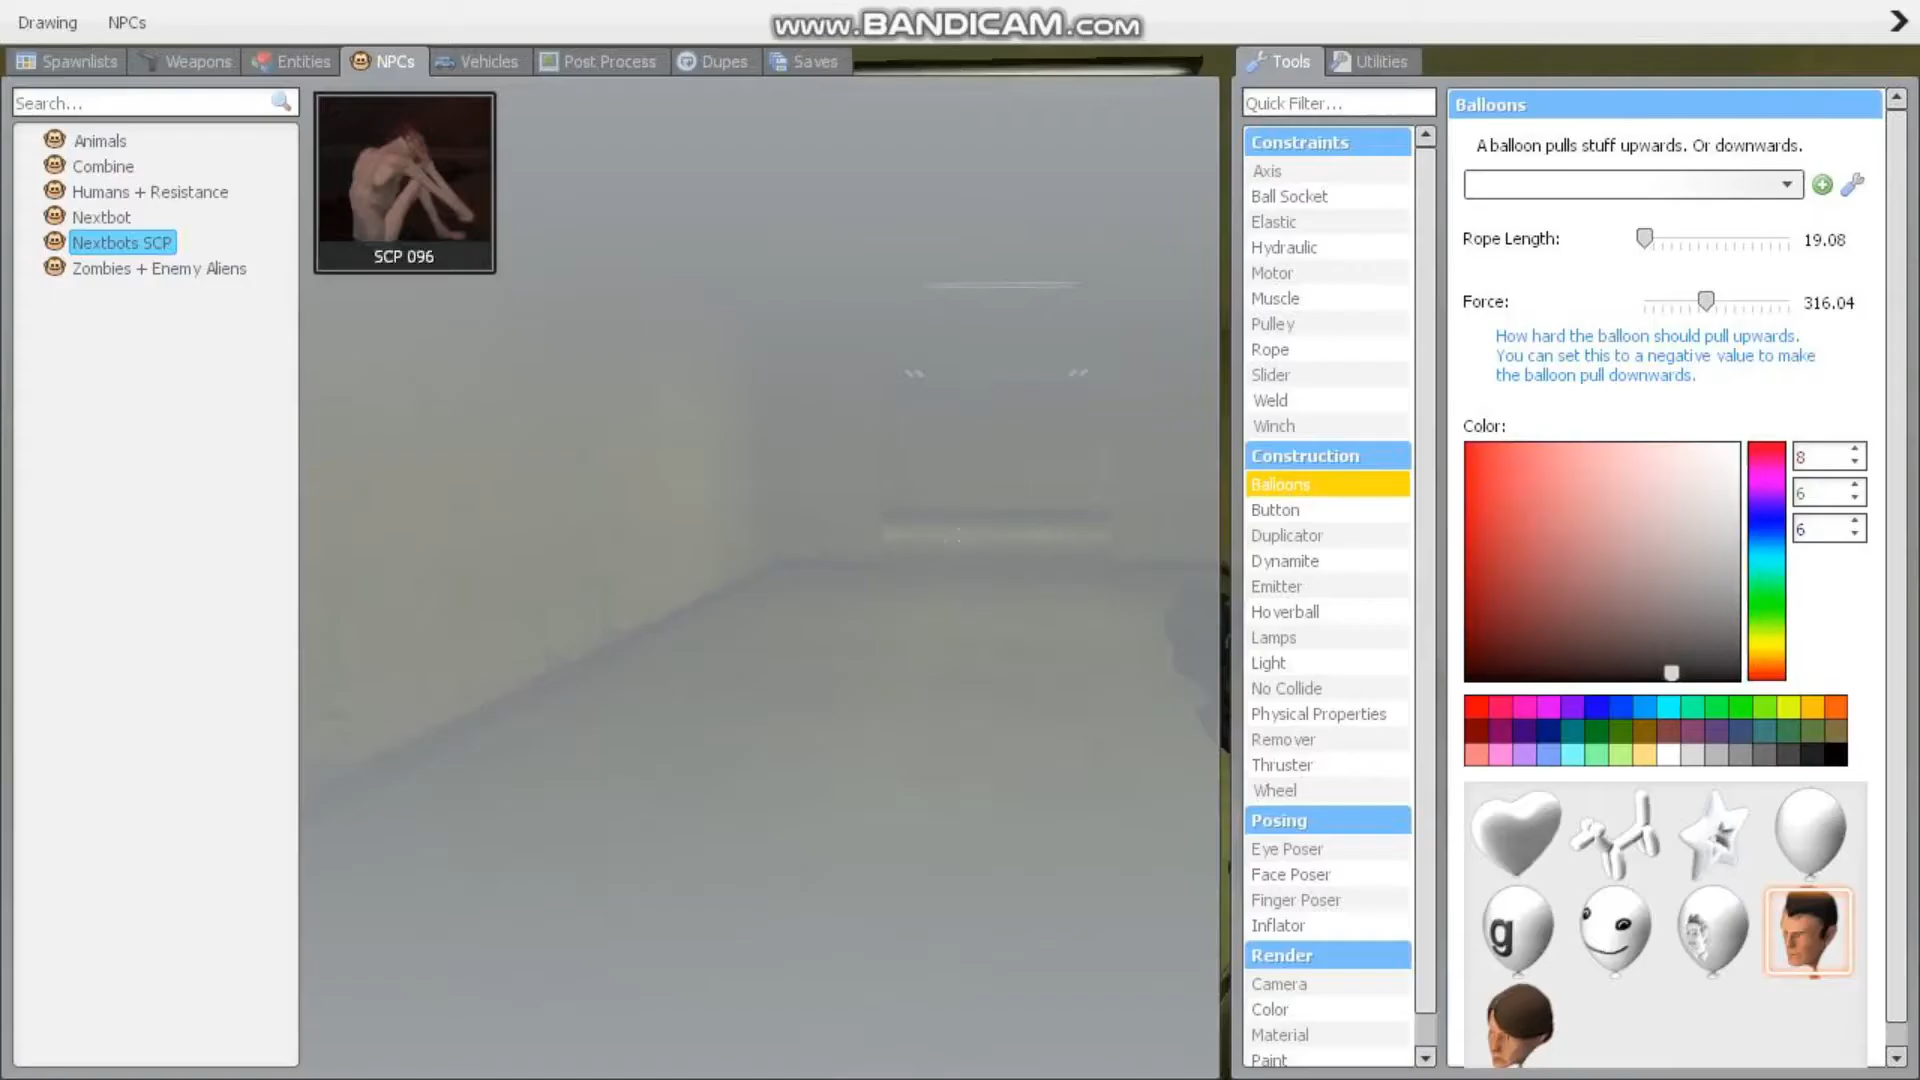 Drawing NPCs
www.BANDICAM.com
Spawnlists Weapons Entities NPCs Vehicles Post Process Dupes Saves
Tools Utilities
Search...
Animals
Combine
Humans + Resistance
Nextbot
Nextbots SCP
Zombies + Enemy Aliens
SCP 096
Quick Filter...
Constraints
Axis
Ball Socket
Elastic
Hydraulic
Motor
Muscle
Pulley
Rope
Slider
Weld
Winch
Construction
Balloons
Button
Duplicator
Dynamite
Emitter
Hoverball
Lamps
Light
No Collide
Physical Properties
Remover
Thruster
Wheel
Posing
Eye Poser
Face Poser
Finger Poser
Inflator
Render
Camera
Color
Material
Paint
Balloons
A balloon pulls stuff upwards. Or downwards.
Rope Length: 19.08
Force: 316.04
How hard the balloon should pull upwards.
You can set this to a negative value to make
the balloon pull downwards.
Color:
8
6
6
g